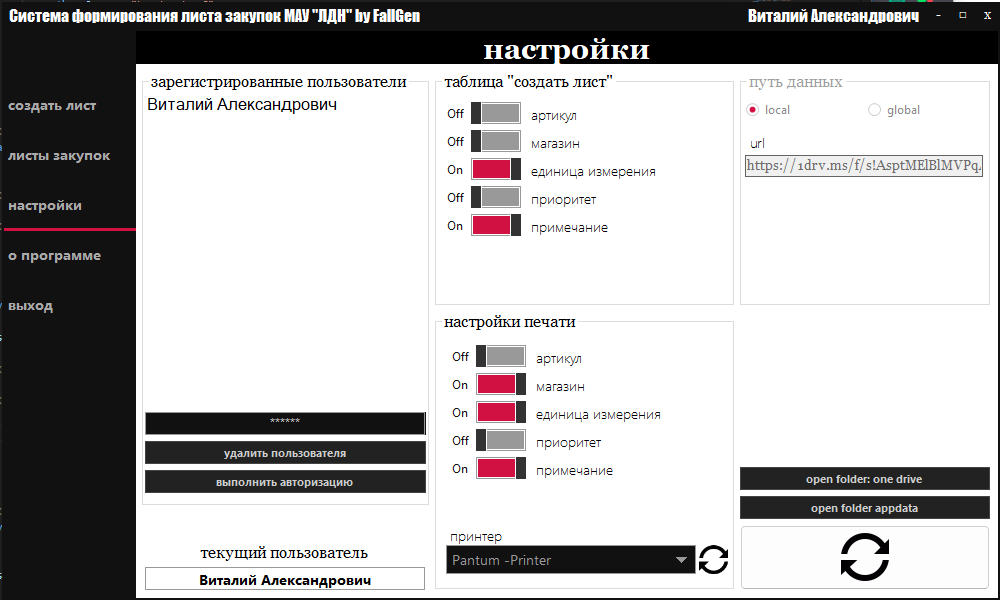 Система формирования листа закупок МАУ "ЛДН" by FallGen
Виталий Александрович
настройки
создать лист
листы закупок
настройки
о программе
выход
зарегистрированные пользователи
Виталий Александрович
******
удалить пользователя
выполнить авторизацию
текущий пользователь
Виталий Александрович
таблица "создать лист"
Off артикул
Off магазин
On единица измерения
Off приоритет
On примечание
настройки печати
Off артикул
On магазин
On единица измерения
Off приоритет
On примечание
принтер
Pantum -Printer
путь данных
local global
url
https://1drv.ms/f/s!AsptMElBlMVPq
open folder: one drive
open folder appdata